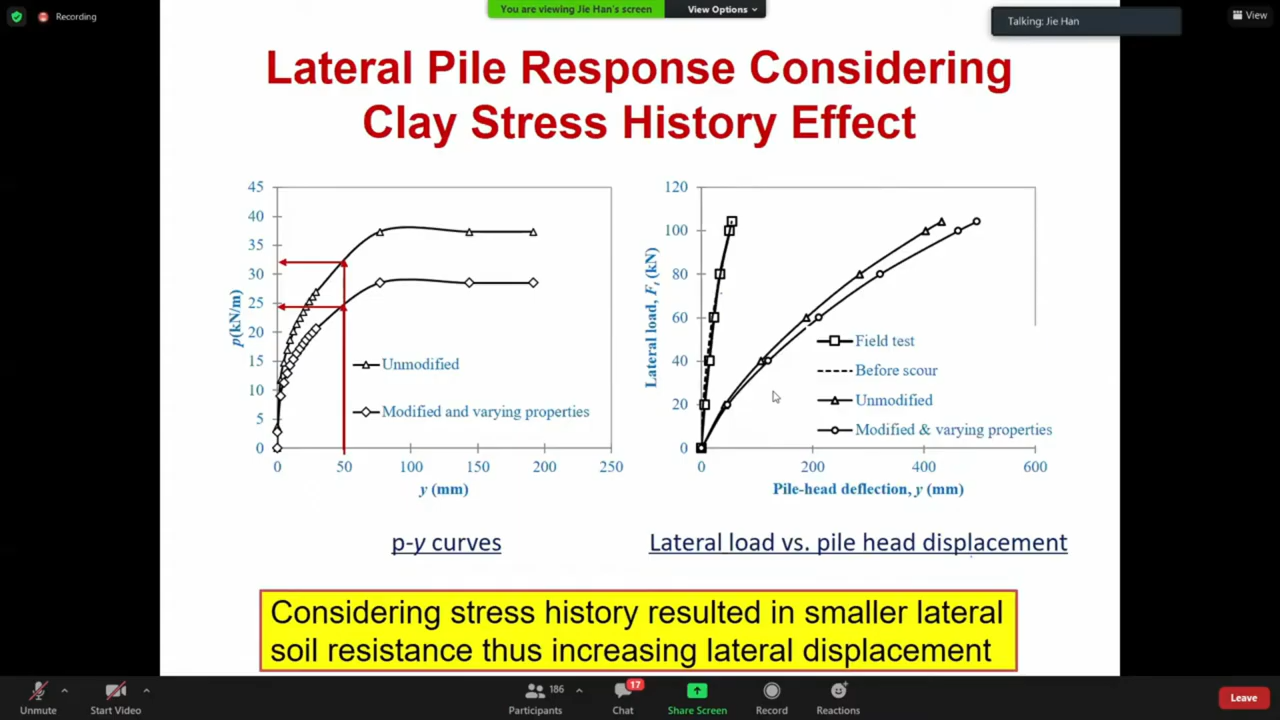 Recording
You are viewing Jie Han's screen
View Options
Talking: Jie Han
View
Lateral Pile Response Considering
Clay Stress History Effect
45
40
35
30
25
20
15
10
5
0
p(kN/m)
Unmodified
Modified and varying properties
0 50 100 150 200 250
y (mm)
120
100
80
60
40
20
0
Lateral load, Ft (kN)
Field test
Before scour
Unmodified
Modified & varying properties
0 200 400 600
Pile-head deflection, y (mm)
p-y curves
Lateral load vs. pile head displacement
Considering stress history resulted in smaller lateral
soil resistance thus increasing lateral displacement
Unmute
Start Video
186
Participants
17
Chat
Share Screen
Record
Reactions
Leave